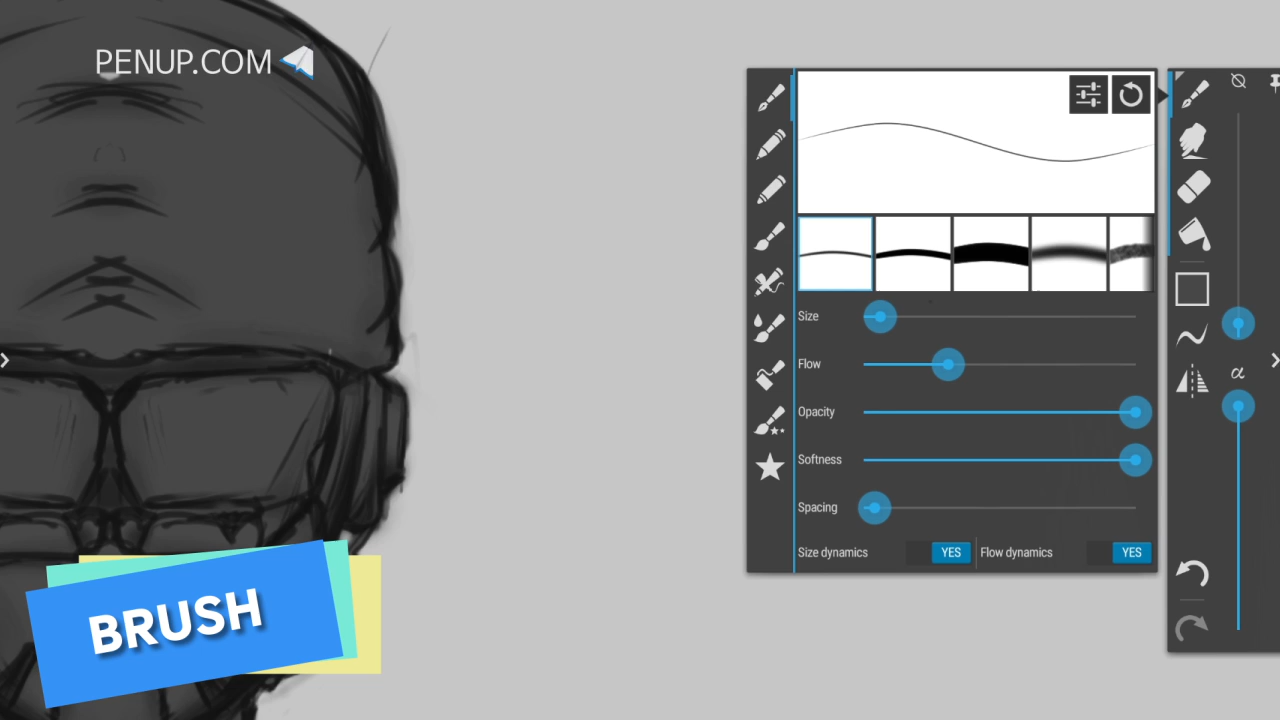 PENUP.COM
Size
Flow
Opacity
Softness
Spacing
Size dynamics YES Flow dynamics YES
α
BRUSH